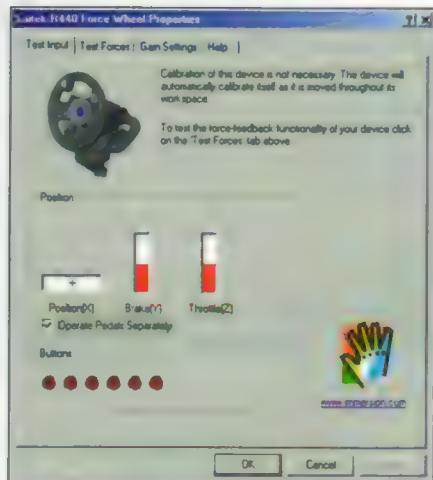 Saitek R440 Force Wheel Properties
Test Input Test Forces Gain Settings Help
Calibration of this device is not necessary. The device will
automatically calibrate itself as it is moved throughout its
work space.
To test the force-feedback functionality of your device click
on the 'Test Forces' tab above
Position
Position(X) Brake(Y) Throttle(Z)
Operate Pedals Separately
Buttons
www.immersion.com
OK Cancel